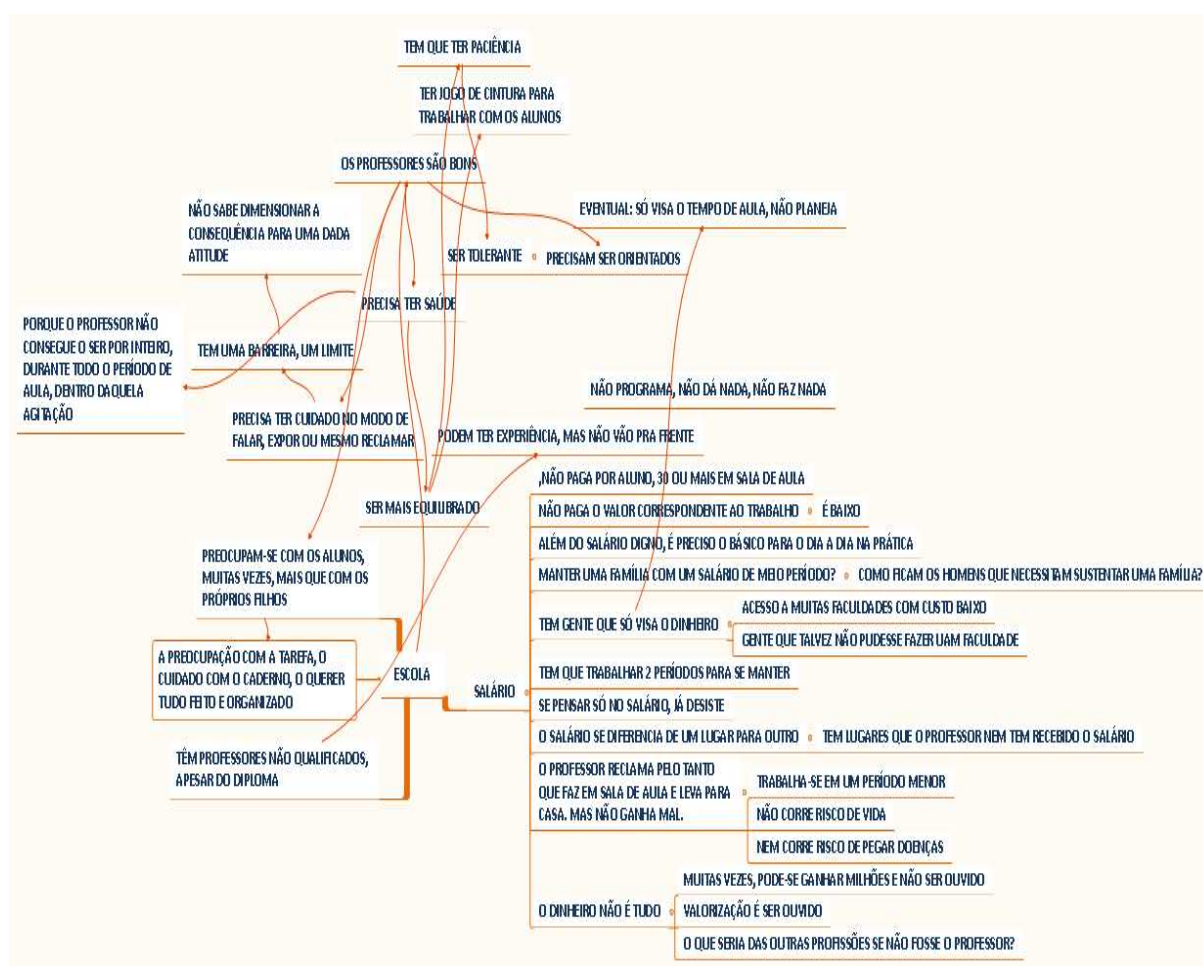 TEM QUE TER PACIÊNCIA
TER JOGO DE CINTURA PARA
TRABALHAR COM OS ALUNOS
OS PROFESSORES SÃO BONS
NÃO SABE DIMENSIONAR A
CONSEQUÊNCIA PARA UMA DADA
ATITUDE
EVENTUAL: SÓ VISA O TEMPO DE AULA, NÃO PLANEJA
SER TOLERANTE
PRECISAM SER ORIENTADOS
PRECISA TER SAÚDE
PORQUE O PROFESSOR NÃO
CONSEGUE O SER POR INTEIRO,
DURANTE TODO O PERÍODO DE
AULA, DENTRO DAQUELA
AGITAÇÃO
TEM UMA BARREIRA, UM LIMITE
NÃO PROGRAMA, NÃO DÁ NADA, NÃO FAZ NADA
PRECISA TER CUIDADO NO MODO DE
FALAR, EXPOR OU MESMO RECLAMAR
PODEM TER EXPERIÊNCIA, MAS NÃO VÃO PRA FRENTE
SER MAIS EQUILIBRADO
PREOCUPAM-SE COM OS ALUNOS,
MUITAS VEZES, MAIS QUE COM OS
PRÓPRIOS FILHOS
A PREOCUPAÇÃO COM A TAREFA, O
CUIDADO COM O CADERNO, O QUERER
TUDO FEITO E ORGANIZADO
ESCOLA
TÊM PROFESSORES NÃO QUALIFICADOS,
APESAR DO DIPLOMA
SALÁRIO
,NÃO PAGA POR ALUNO, 30 OU MAIS EM SALA DE AULA
NÃO PAGA O VALOR CORRESPONDENTE AO TRABALHO
É BAIXO
ALÉM DO SALÁRIO DIGNO, É PRECISO O BÁSICO PARA O DIA A DIA NA PRÁTICA
MANTER UMA FAMÍLIA COM UM SALÁRIO DE MEIO PERÍODO?
COMO FICAM OS HOMENS QUE NECESSITAM SUSTENTAR UMA FAMÍLIA?
TEM GENTE QUE SÓ VISA O DINHEIRO
ACESSO A MUITAS FACULDADES COM CUSTO BAIXO
GENTE QUE TALVEZ NÃO PUDESSE FAZER UAM FACULDADE
TEM QUE TRABALHAR 2 PERÍODOS PARA SE MANTER
SE PENSAR SÓ NO SALÁRIO, JÁ DESISTE
O SALÁRIO SE DIFERENCIA DE UM LUGAR PARA OUTRO
TEM LUGARES QUE O PROFESSOR NEM TEM RECEBIDO O SALÁRIO
O PROFESSOR RECLAMA PELO TANTO
QUE FAZ EM SALA DE AULA E LEVA PARA
CASA. MAS NÃO GANHA MAL.
TRABALHA-SE EM UM PERÍODO MENOR
NÃO CORRE RISCO DE VIDA
NEM CORRE RISCO DE PEGAR DOENÇAS
O DINHEIRO NÃO É TUDO
MUITAS VEZES, PODE-SE GANHAR MILHÕES E NÃO SER OUVIDO
VALORIZAÇÃO É SER OUVIDO
O QUE SERIA DAS OUTRAS PROFISSÕES SE NÃO FOSSE O PROFESSOR?